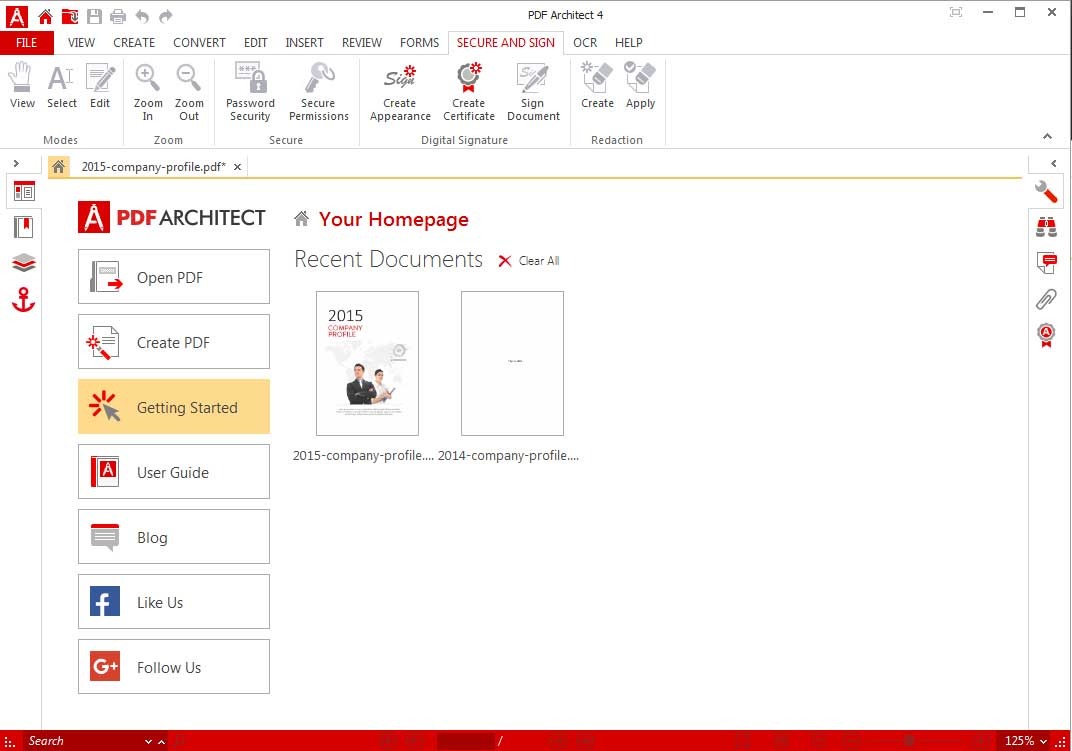 PDF Architect 4
FILE VIEW CREATE CONVERT EDIT INSERT REVIEW FORMS SECURE AND SIGN OCR HELP
View Select Edit Zoom In Zoom Out Password Security Secure Permissions Create Appearance Create Certificate Sign Document Create Apply
Modes Zoom Secure Digital Signature Redaction
2015-company-profile.pdf*
PDF ARCHITECT
Your Homepage
Recent Documents Clear All
Open PDF
Create PDF
Getting Started
User Guide
Blog
Like Us
Follow Us
2015
COMPANY
PROFILE
2015-company-profile.... 2014-company-profile....
Search / 125%